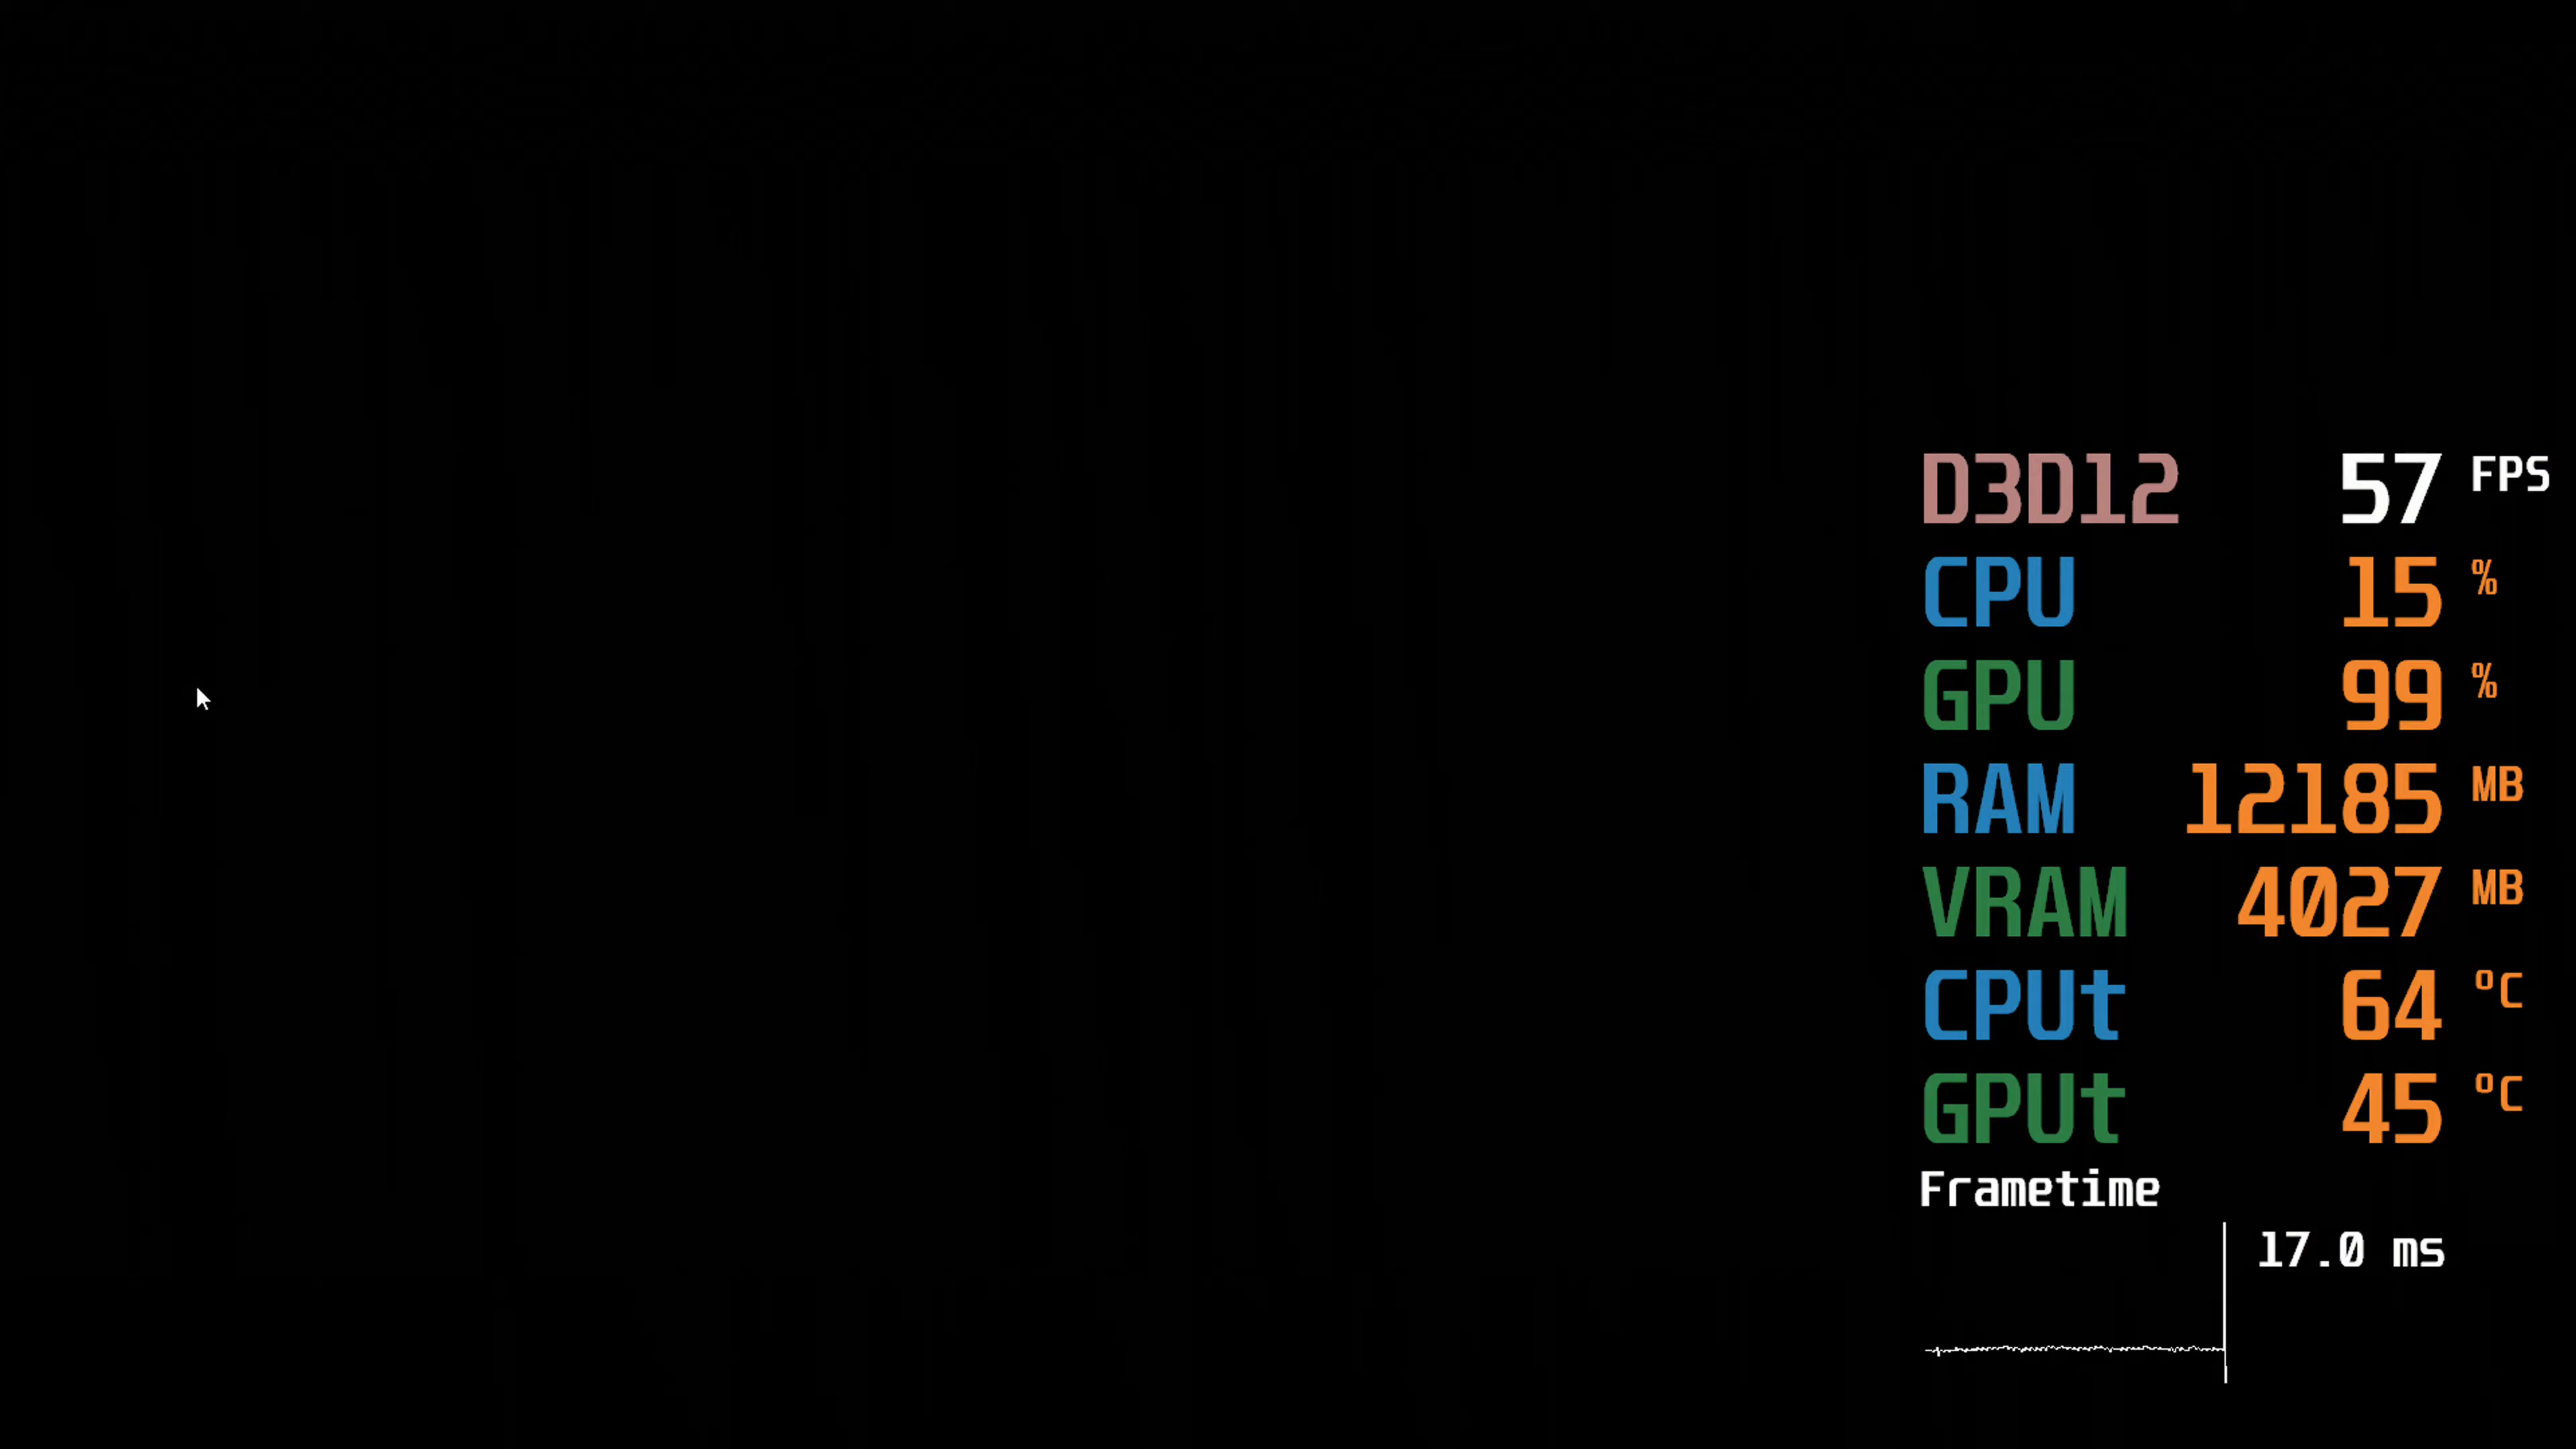 D3D12 57 FPS
CPU 15 %
GPU 99 %
RAM 12185 MB
VRAM 4027 MB
CPUt 64 °C
GPUt 45 °C
Frametime
17.0 ms